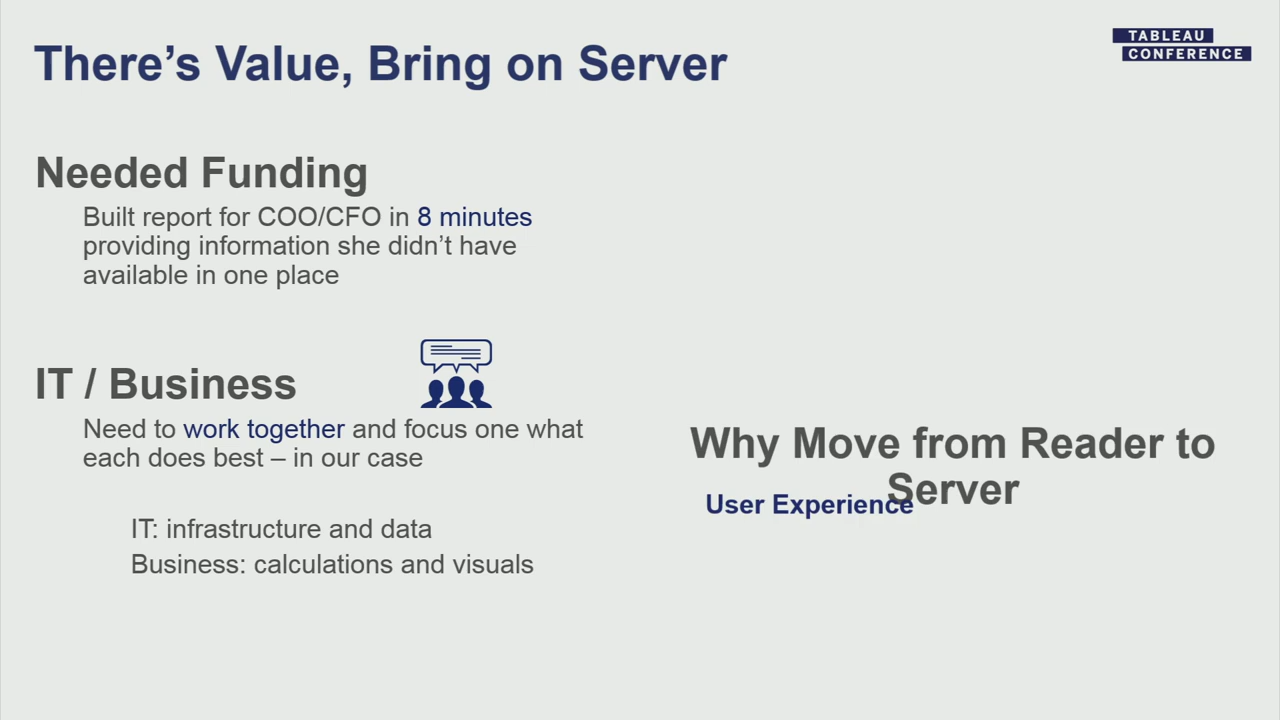 There’s Value, Bring on Server
TABLEAU
CONFERENCE
Needed Funding
Built report for COO/CFO in 8 minutes
providing information she didn’t have
available in one place
IT / Business
Need to work together and focus one what
each does best – in our case
IT: infrastructure and data
Business: calculations and visuals
Why Move from Reader to
Server
User Experience